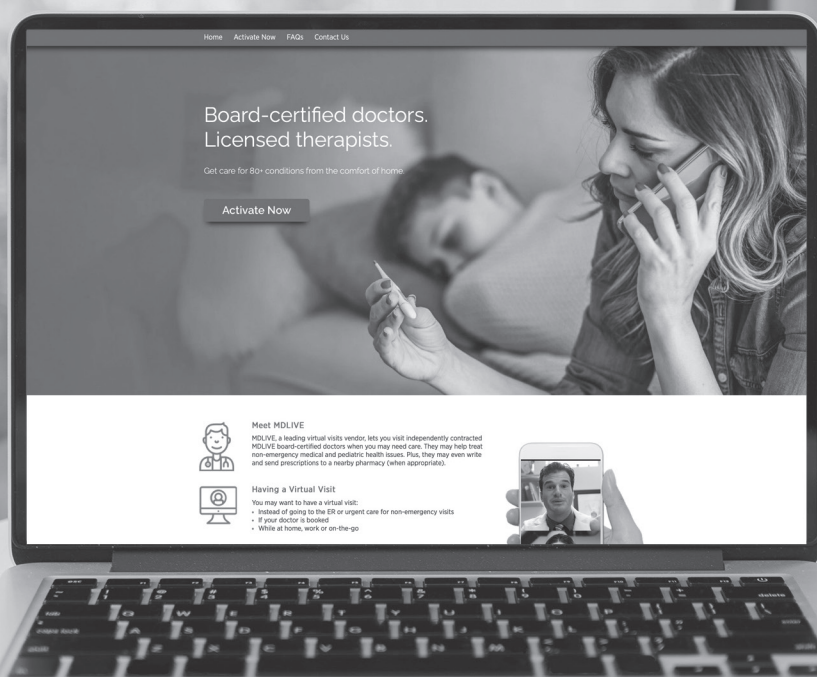 Home Activate Now FAQs Contact Us
Board-certified doctors.
Licensed therapists.
Get care for 80+ conditions from the comfort of home.
Activate Now
Meet MDLIVE
MDLIVE, a leading virtual visits vendor, lets you visit independently contracted
MDLIVE board-certified doctors when you may need care. They may help treat
non-emergency medical and pediatric health issues. Plus, they may even write
and send prescriptions to a nearby pharmacy (when appropriate).
Having a Virtual Visit
You may want to have a virtual visit:
• Instead of going to the ER or urgent care for non-emergency visits
• If your doctor is booked
• While at home, work or on-the-go
delete